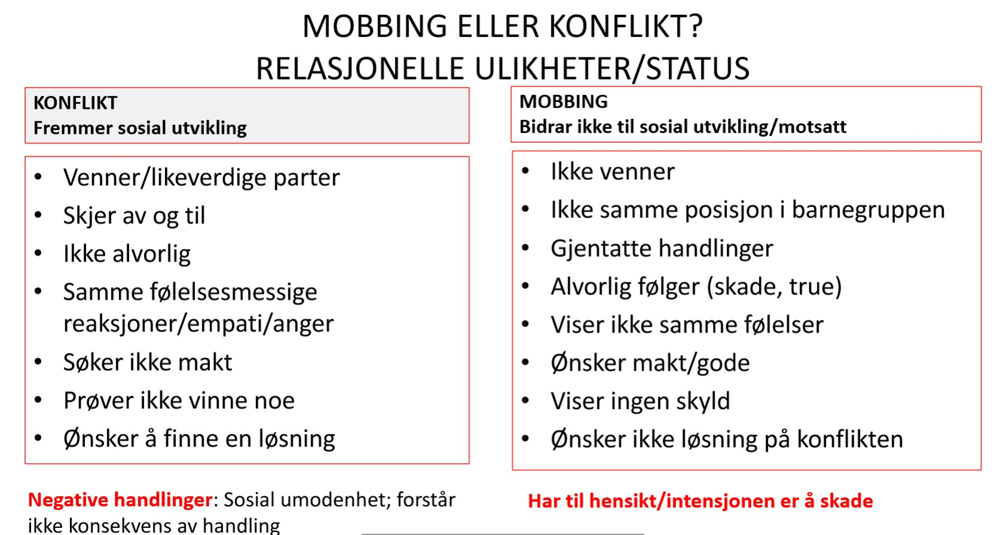 MOBBING ELLER KONFLIKT?
RELASJONELLE ULIKHETER/STATUS
KONFLIKT
Fremmer sosial utvikling
• Venner/likeverdige parter
• Skjer av og til
• Ikke alvorlig
• Samme følelsesmessige
reaksjoner/empati/anger
• Søker ikke makt
• Prøver ikke vinne noe
• Ønsker å finne en løsning
Negative handlinger: Sosial umodenhet; forstår
ikke konsekvens av handling
MOBBING
Bidrar ikke til sosial utvikling/motsatt
• Ikke venner
• Ikke samme posisjon i barnegruppen
• Gjentatte handlinger
• Alvorlig følger (skade, true)
• Viser ikke samme følelser
• Ønsker makt/gode
• Viser ingen skyld
• Ønsker ikke løsning på konflikten
Har til hensikt/intensjonen er å skade